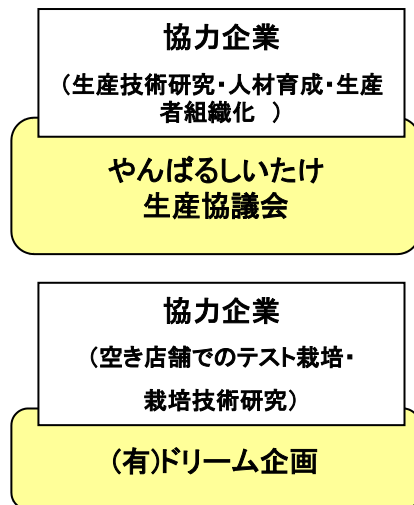 協力企業
（生産技術研究・人材育成・生産
者組織化　）
やんばるしいたけ
生産協議会
協力企業
（空き店舗でのテスト栽培・
栽培技術研究）
（有）ドリーム企画